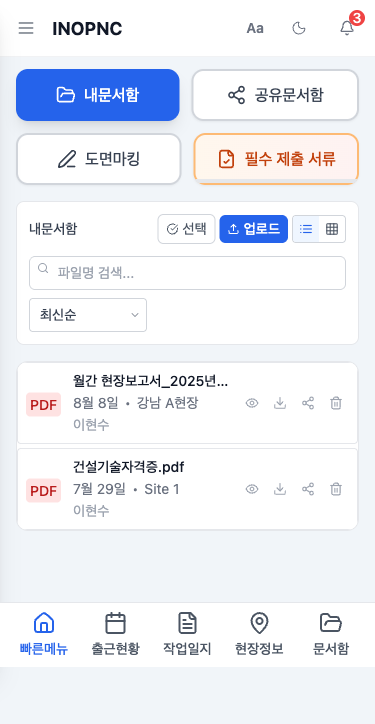 INOPNC
Aa
3
내문서함
공유문서함
도면마킹
필수 제출 서류
내문서함
선택
업로드
파일명 검색...
최신순
월간 현장보고서_2025년...
PDF
8월 8일 • 강남 A현장
이현수
건설기술자격증.pdf
PDF
7월 29일 • Site 1
이현수
빠른메뉴
출근현황
작업일지
현장정보
문서함